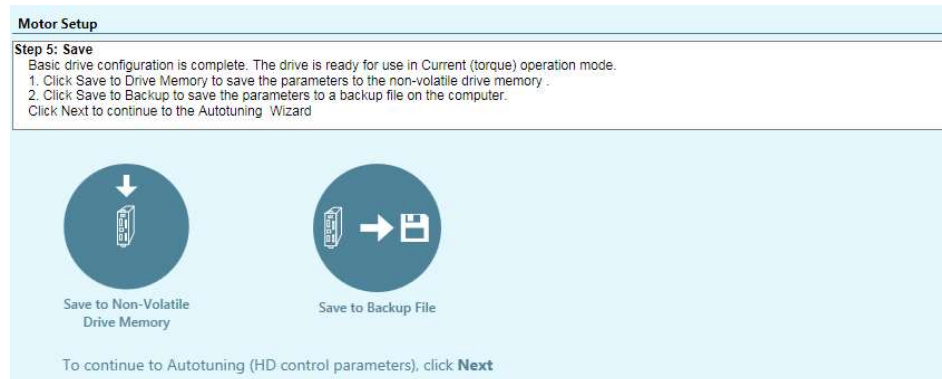 Motor Setup
Step 5: Save
Basic drive configuration is complete. The drive is ready for use in Current (torque) operation mode.
1. Click Save to Drive Memory to save the parameters to the non-volatile drive memory .
2. Click Save to Backup to save the parameters to a backup file on the computer.
Click Next to continue to the Autotuning  Wizard
Save to Non-Volatile
Drive Memory
Save to Backup File
To continue to Autotuning (HD control parameters), click Next